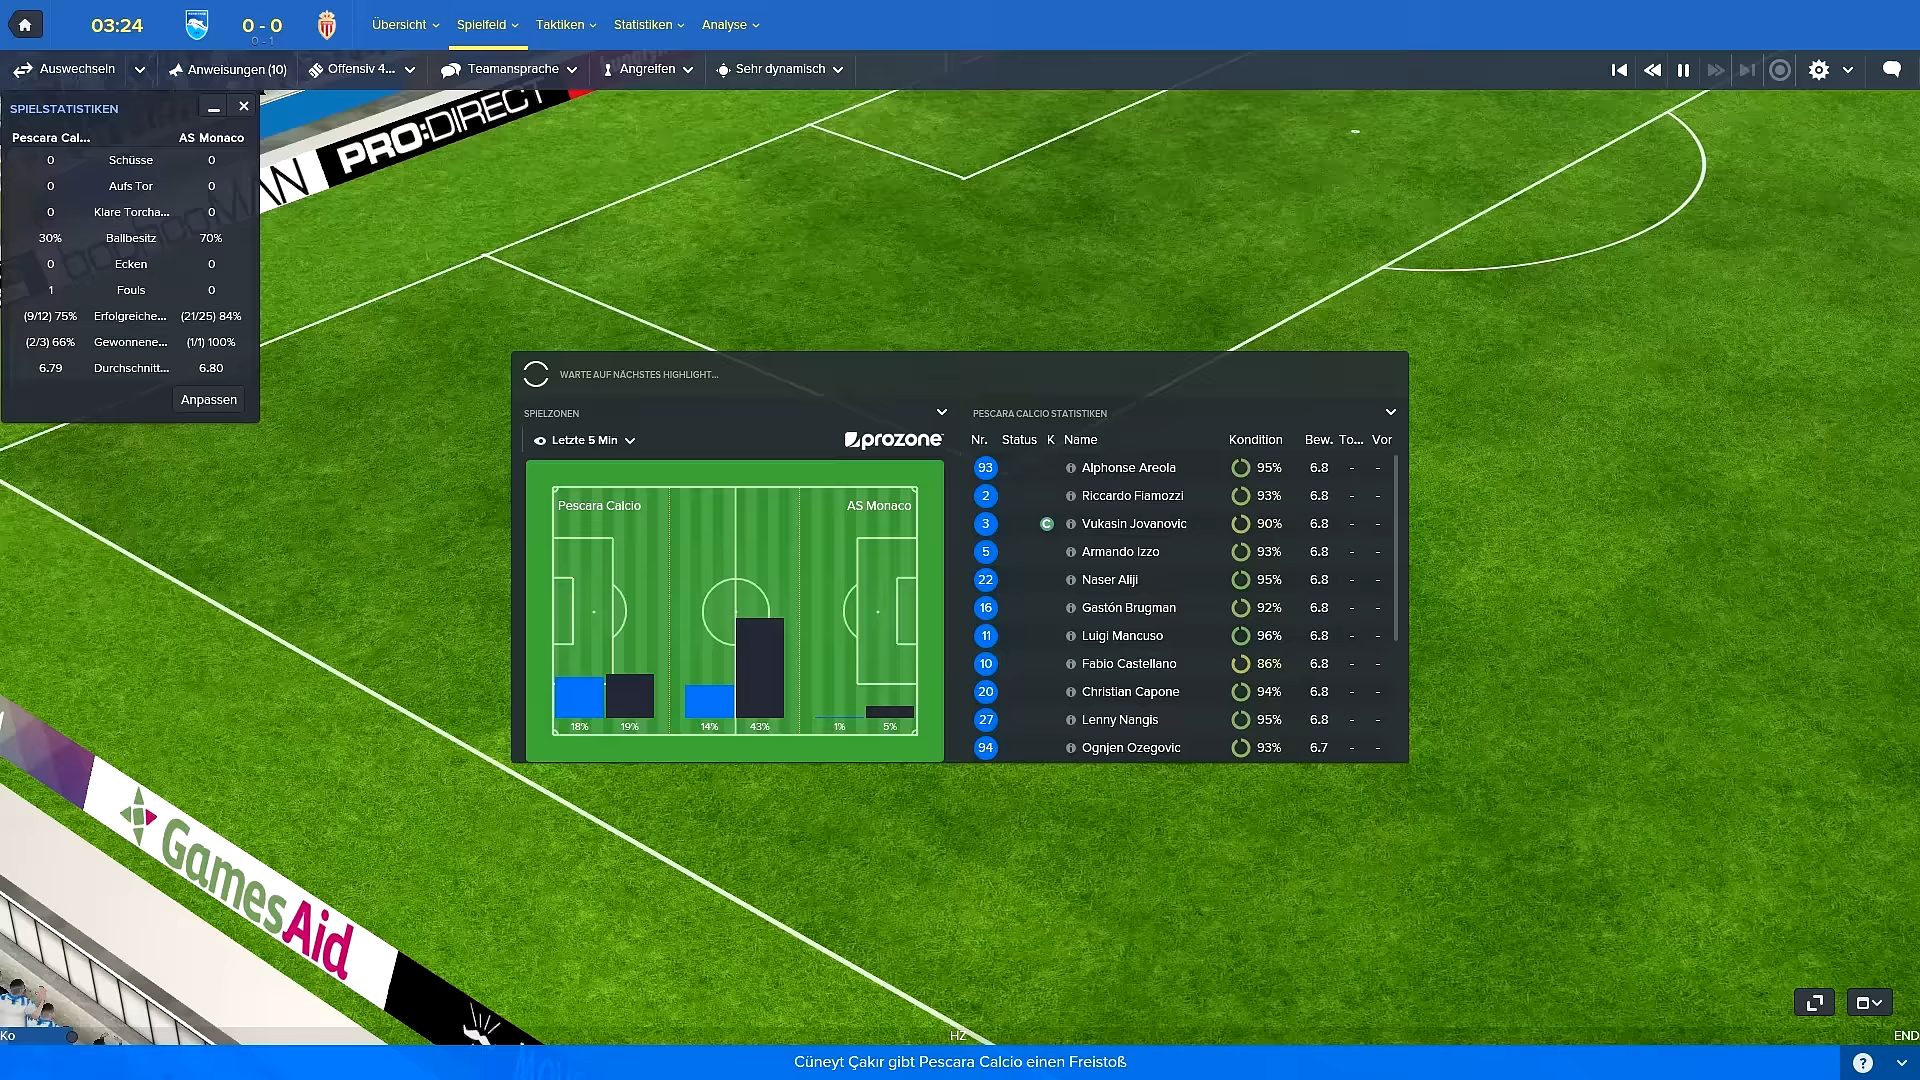 03:24
0 - 0
0 - 1
Übersicht
Spielfeld
Taktiken
Statistiken
Analyse
Auswechseln
Anweisungen (10)
Offensiv 4...
Teamansprache
Angreifen
Sehr dynamisch
SPIELSTATISTIKEN
Pescara Cal... AS Monaco
0 Schüsse 0
0 Aufs Tor 0
0 Klare Torcha... 0
30% Ballbesitz 70%
0 Ecken 0
1 Fouls 0
(9/12) 75% Erfolgreiche... (21/25) 84%
(2/3) 66% Gewonnene... (1/1) 100%
6.79 Durchschnitt... 6.80
Anpassen
PRO:DIRECT
WARTE AUF NÄCHSTES HIGHLIGHT...
SPIELZONEN
Letzte 5 Min
prozone
Pescara Calcio AS Monaco
18% 19% 14% 43% 1% 5%
PESCARA CALCIO STATISTIKEN
Nr. Status K Name Kondition Bew. To... Vor
93 Alphonse Areola 95% 6.8 - -
2 Riccardo Fiamozzi 93% 6.8 - -
3 C Vukasin Jovanovic 90% 6.8 - -
5 Armando Izzo 93% 6.8 - -
22 Naser Aliji 95% 6.8 - -
16 Gastón Brugman 92% 6.8 - -
11 Luigi Mancuso 96% 6.8 - -
10 Fabio Castellano 86% 6.8 - -
20 Christian Capone 94% 6.8 - -
27 Lenny Nangis 95% 6.8 - -
94 Ognjen Ozegovic 93% 6.7 - -
GamesAid
Ko
HZ
END
Cüneyt Çakır gibt Pescara Calcio einen Freistoß